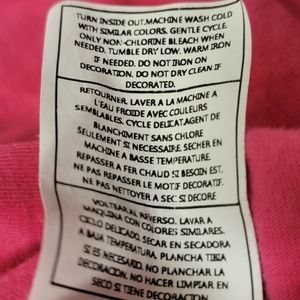 TURN INSIDE OUT.MACHINE WASH COLD
WITH SIMILAR COLORS. GENTLE CYCLE.
ONLY NON-CHLORINE BLEACH WHEN
NEEDED. TUMBLE DRY LOW. WARM IRON
IF NEEDED. DO NOT IRON ON
DECORATION. DO NOT DRY CLEAN IF
DECORATED.
RETOURNER. LAVER A LA MACHINE A
L'EAU FROIDE AVEC COULEURS
SEMBLABLES. CYCLE DELICAT.AGENT DE
BLANCHIMENT SANS CHLORE
SEULEMENT SI NECESSAIRE. SECHER EN
MACHINE A BASSE TEMPERATURE.
REPASSER A FER CHAUD SI BESOIN EST.
NE PAS REPASSER LE MOTIF DECORATIF.
NE PAS NETTOYER A SEC SI DECORE
VOLTEAR AL REVERSO. LAVAR A
MAQUINA CON COLORES SIMILARES.
CICLO DELICADO SECAR EN SECADORA
A BAJA TEMPERATURA. PLANCHA TIBIA
SI ES NECESARIO. NO PLANCHAR LA
DECORACION. NO HACER LIMPIAR EN
SECO SI TIENE DECORACION